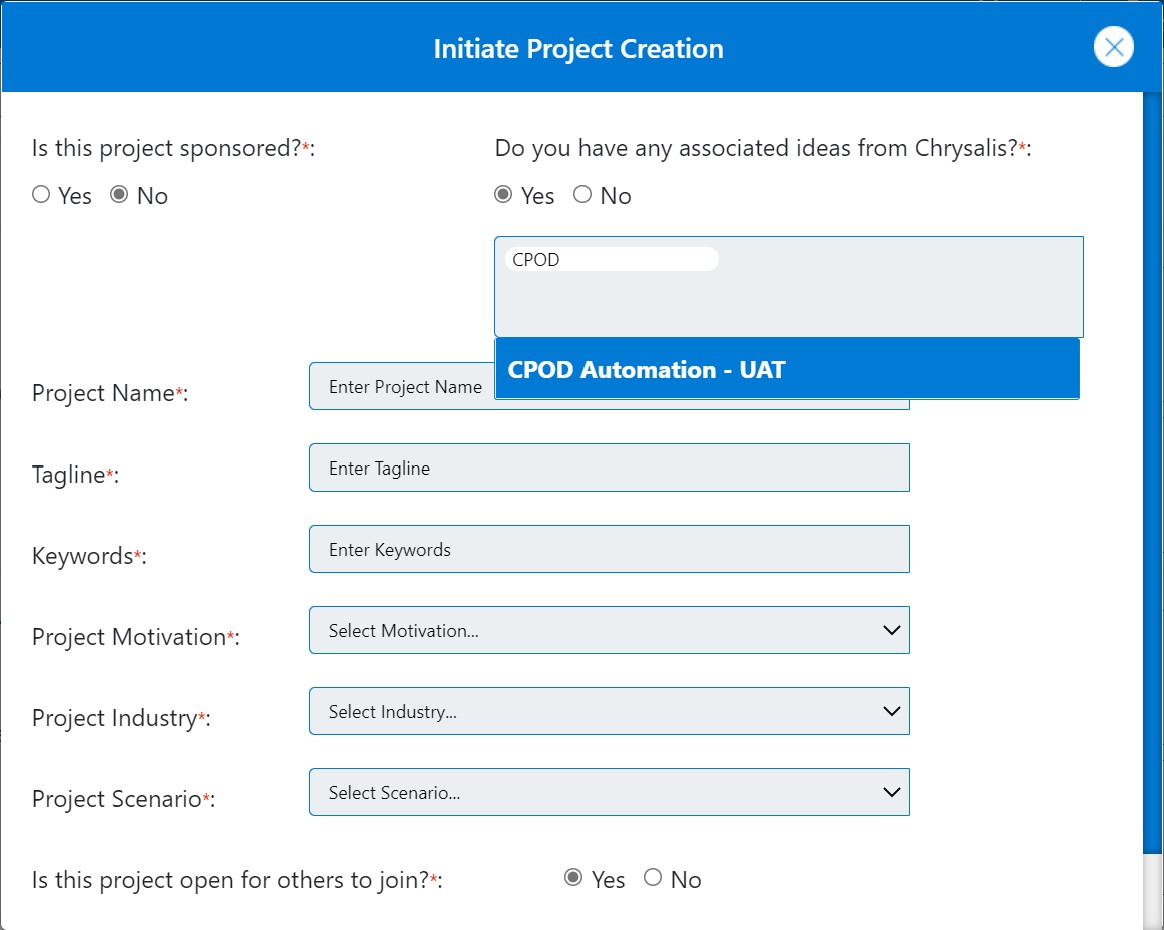 Initiate Project Creation
Is this project sponsored?*:
Yes No
Do you have any associated ideas from Chrysalis?*:
Yes No
CPOD
CPOD Automation - UAT
Project Name*:
Enter Project Name
Tagline*:
Enter Tagline
Keywords*:
Enter Keywords
Project Motivation*:
Select Motivation...
Project Industry*:
Select Industry...
Project Scenario*:
Select Scenario...
Is this project open for others to join?*:
Yes No